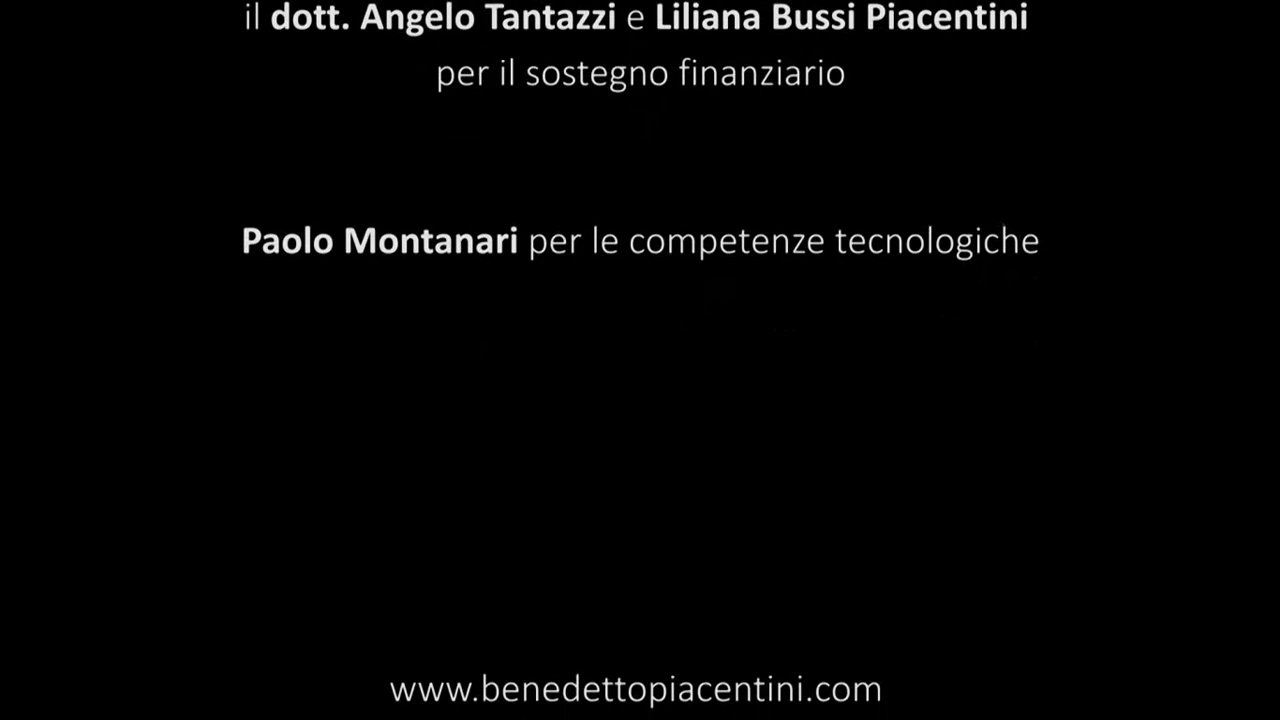 il dott. Angelo Tantazzi e Liliana Bussi Piacentini
per il sostegno finanziario
Paolo Montanari per le competenze tecnologiche
www.benedettopiacentini.com